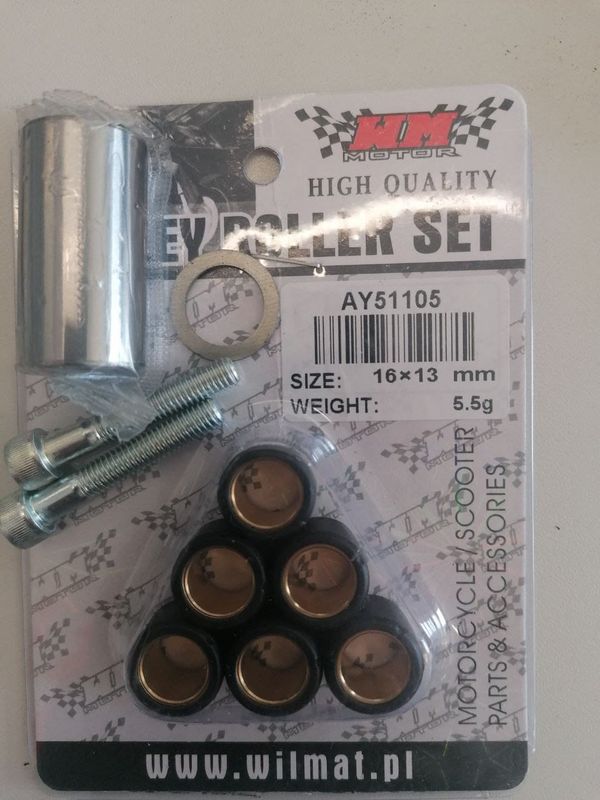 WM
MOTOR
HIGH QUALITY
EY ROLLER SET
AY51105
SIZE: 16×13 mm
WEIGHT: 5.5g
MOTORCYCLE / SCOOTER
PARTS & ACCESSORIES
www.wilmat.pl